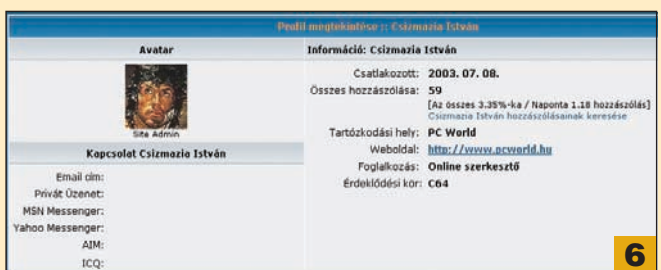 Profil megtekintése :: Csizmazia István
Avatar
Site Admin
Kapcsolat Csizmazia István
Email cím:
Privát Üzenet:
MSN Messenger:
Yahoo Messenger:
AIM:
ICQ:
Információ: Csizmazia István
Csatlakozott: 2003. 07. 08.
Összes hozzászólása: 59
[Az összes 3.35%-ka / Naponta 1.18 hozzászólás]
Csizmazia István hozzászólásainak keresése
Tartózkodási hely: PC World
Weboldal: http://www.pcworld.hu
Foglalkozás: Online szerkesztő
Érdeklődési kör: C64
6